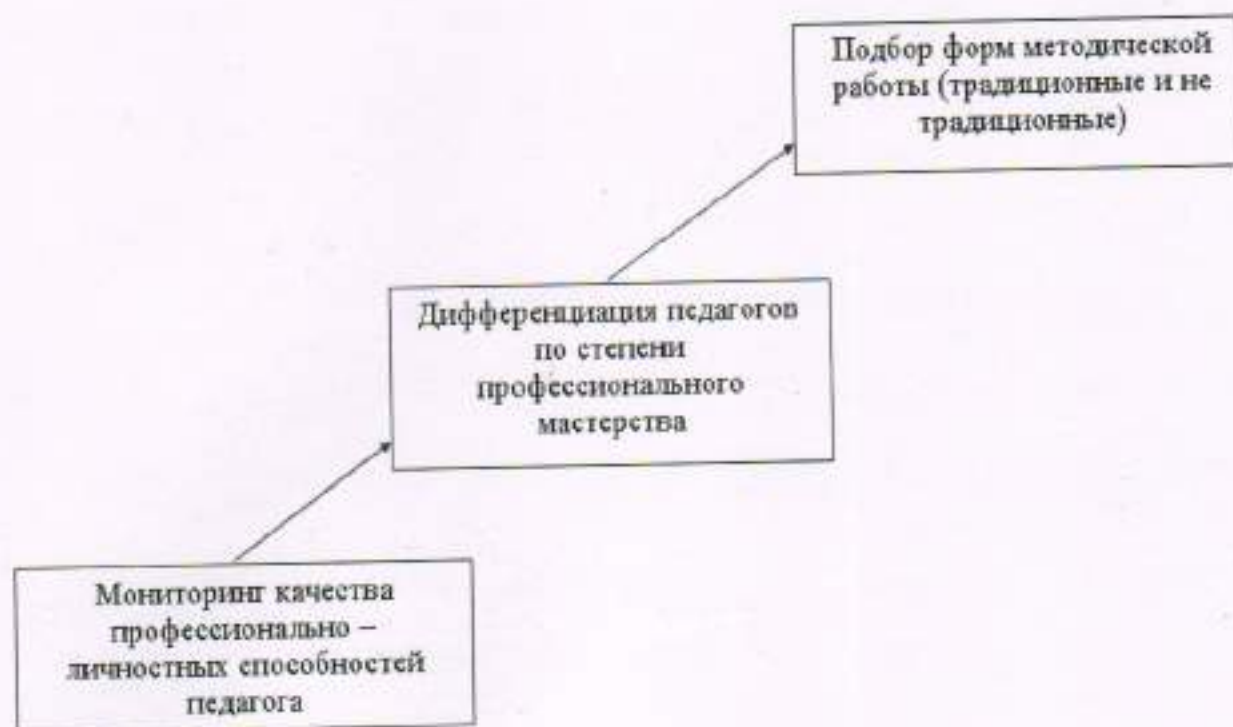 Подбор форм методической
работы (традиционные и не
традиционные)
Дифференциация педагогов
по степени
профессионального
мастерства
Мониторинг качества
профессионально –
личностных способностей
педагога